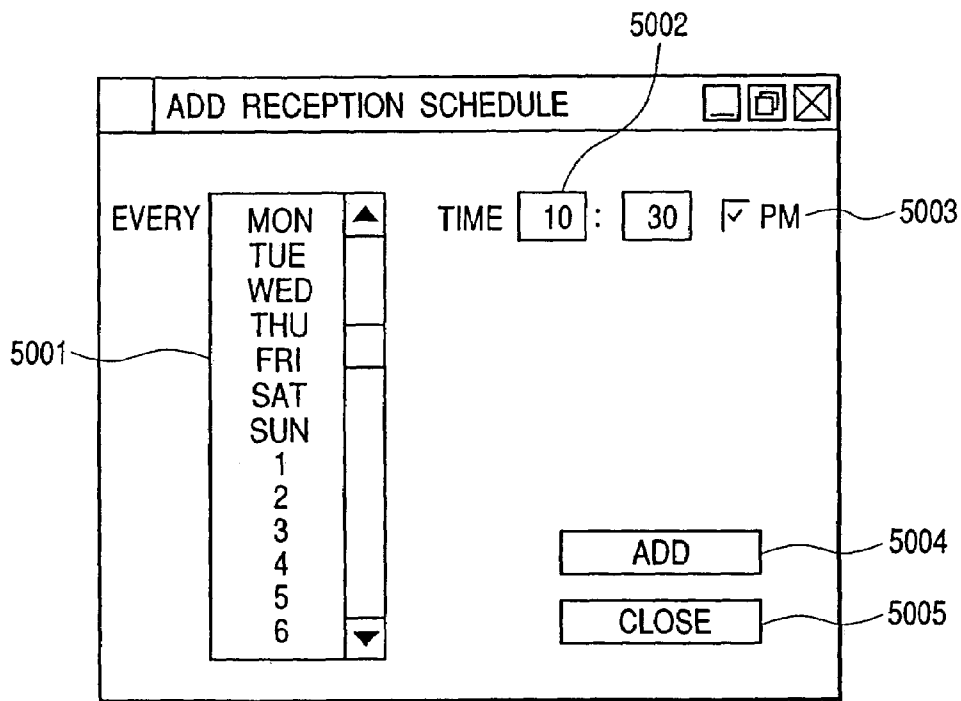 5002
ADD RECEPTION SCHEDULE
EVERY
MON
TUE
WED
THU
FRI
SAT
SUN
1
2
3
4
5
6
TIME 10 : 30 PM
5003
5001
ADD
5004
CLOSE
5005